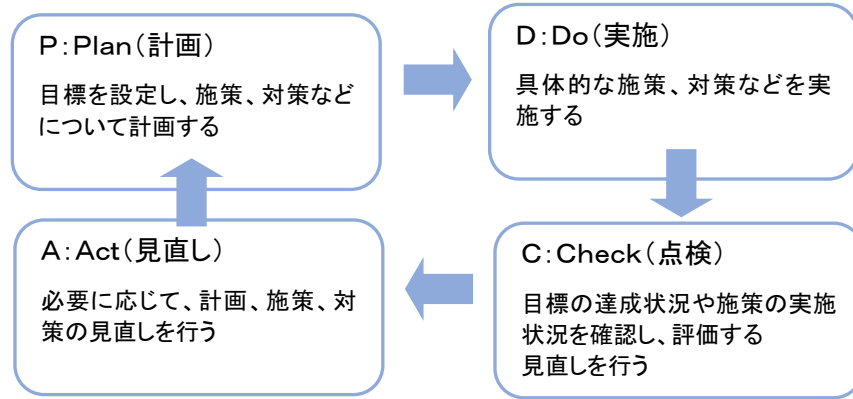 P:Plan(計画)
目標を設定し、施策、対策など
について計画する
D:Do(実施)
具体的な施策、対策などを実
施する
C:Check(点検)
目標の達成状況や施策の実施
状況を確認し、評価する
見直しを行う
A:Act(見直し)
必要に応じて、計画、施策、対
策の見直しを行う